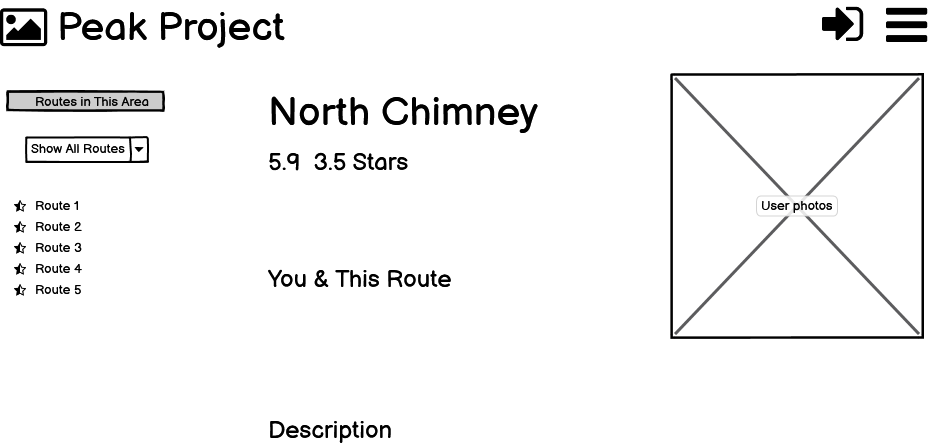 Peak Project
Routes in This Area
Show All Routes
Route 1
Route 2
Route 3
Route 4
Route 5
North Chimney
5.9 3.5 Stars
You & This Route
Description
User photos